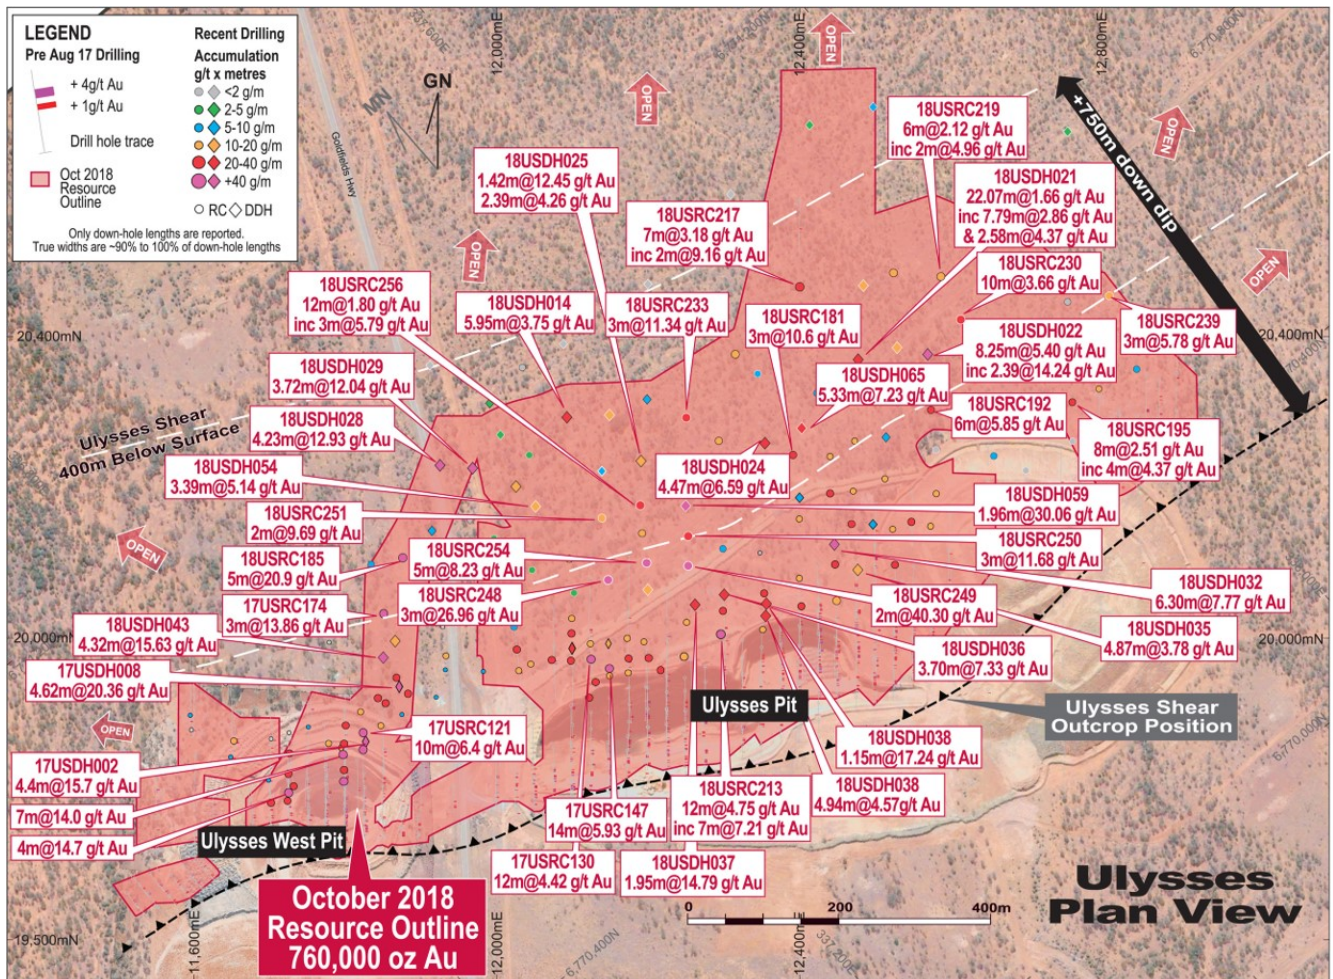 LEGEND
Pre Aug 17 Drilling
+ 4g/t Au
+ 1g/t Au
Drill hole trace
Oct 2018
Resource
Outline
Recent Drilling
Accumulation
g/t x metres
<2 g/m
2-5 g/m
5-10 g/m
10-20 g/m
20-40 g/m
+40 g/m
RC DDH
Only down-hole lengths are reported.
True widths are ~90% to 100% of down-hole lengths
MN
GN
Goldfields Hwy
12,000mE
12,400mE
12,800mE
OPEN
OPEN
OPEN
OPEN
OPEN
OPEN
OPEN
+750m down dip
18USRC219
6m@2.12 g/t Au
inc 2m@4.96 g/t Au
18USDH025
1.42m@12.45 g/t Au
2.39m@4.26 g/t Au
18USDH021
22.07m@1.66 g/t Au
inc 7.79m@2.86 g/t Au
& 2.58m@4.37 g/t Au
18USRC217
7m@3.18 g/t Au
inc 2m@9.16 g/t Au
18USRC230
10m@3.66 g/t Au
18USRC256
12m@1.80 g/t Au
inc 3m@5.79 g/t Au
18USDH014
5.95m@3.75 g/t Au
18USRC233
3m@11.34 g/t Au
18USRC181
3m@10.6 g/t Au
18USRC239
3m@5.78 g/t Au
18USDH022
8.25m@5.40 g/t Au
inc 2.39@14.24 g/t Au
20,400mN
20,400mN
18USDH029
3.72m@12.04 g/t Au
18USDH065
5.33m@7.23 g/t Au
18USRC192
6m@5.85 g/t Au
18USDH028
4.23m@12.93 g/t Au
Ulysses Shear
400m Below Surface
18USRC195
8m@2.51 g/t Au
inc 4m@4.37 g/t Au
18USDH054
3.39m@5.14 g/t Au
18USDH024
4.47m@6.59 g/t Au
18USDH059
1.96m@30.06 g/t Au
18USRC251
2m@9.69 g/t Au
18USRC250
3m@11.68 g/t Au
18USRC185
5m@20.9 g/t Au
18USRC254
5m@8.23 g/t Au
18USDH032
6.30m@7.77 g/t Au
17USRC174
3m@13.86 g/t Au
18USRC248
3m@26.96 g/t Au
18USRC249
2m@40.30 g/t Au
18USDH043
4.32m@15.63 g/t Au
18USDH035
4.87m@3.78 g/t Au
20,000mN
20,000mN
18USDH036
3.70m@7.33 g/t Au
17USDH008
4.62m@20.36 g/t Au
Ulysses Pit
Ulysses Shear
Outcrop Position
6,770,000N
17USRC121
10m@6.4 g/t Au
18USDH038
1.15m@17.24 g/t Au
17USDH002
4.4m@15.7 g/t Au
18USDH038
4.94m@4.57g/t Au
7m@14.0 g/t Au
17USRC147
14m@5.93 g/t Au
18USRC213
12m@4.75 g/t Au
inc 7m@7.21 g/t Au
4m@14.7 g/t Au
Ulysses West Pit
17USRC130
12m@4.42 g/t Au
18USDH037
1.95m@14.79 g/t Au
October 2018
Resource Outline
760,000 oz Au
Ulysses
Plan View
0 200 400m
19,500mN
11,600mE
12,000mE
6,770,400N
12,400mE